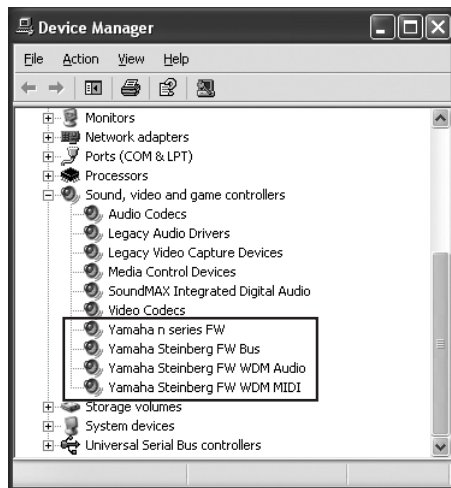 Device Manager
File Action View Help
Monitors
Network adapters
Ports (COM & LPT)
Processors
Sound, video and game controllers
Audio Codecs
Legacy Audio Drivers
Legacy Video Capture Devices
Media Control Devices
SoundMAX Integrated Digital Audio
Video Codecs
Yamaha n series FW
Yamaha Steinberg FW Bus
Yamaha Steinberg FW WDM Audio
Yamaha Steinberg FW WDM MIDI
Storage volumes
System devices
Universal Serial Bus controllers